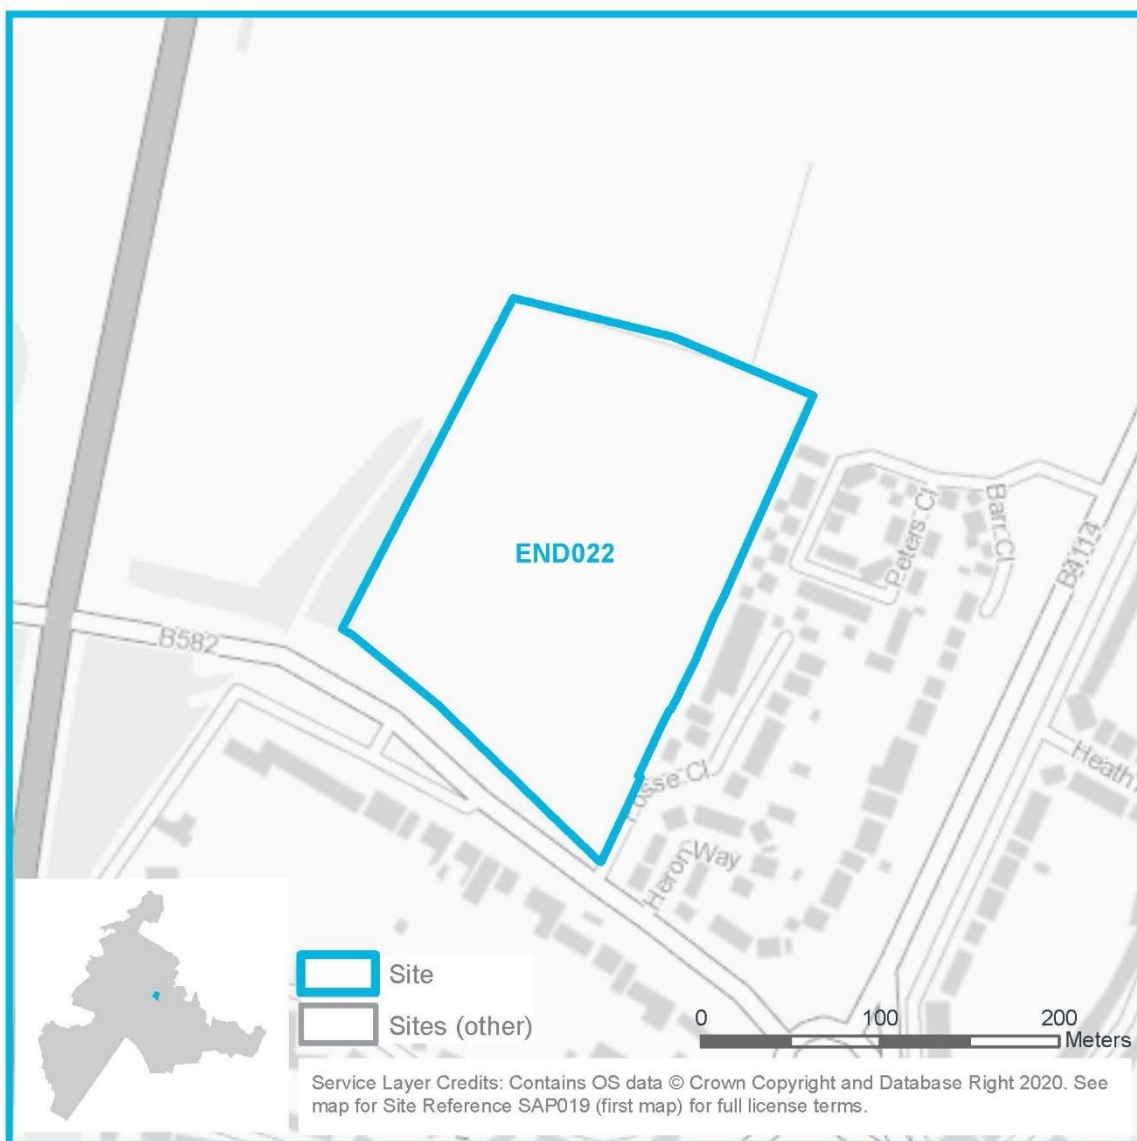 Peters Cl
Barr Cl
B4114
END022
B582
Heath
Fosse Cl
Heron Way
Site
Sites (other)
0 100 200
Meters
Service Layer Credits: Contains OS data © Crown Copyright and Database Right 2020. See
map for Site Reference SAP019 (first map) for full license terms.